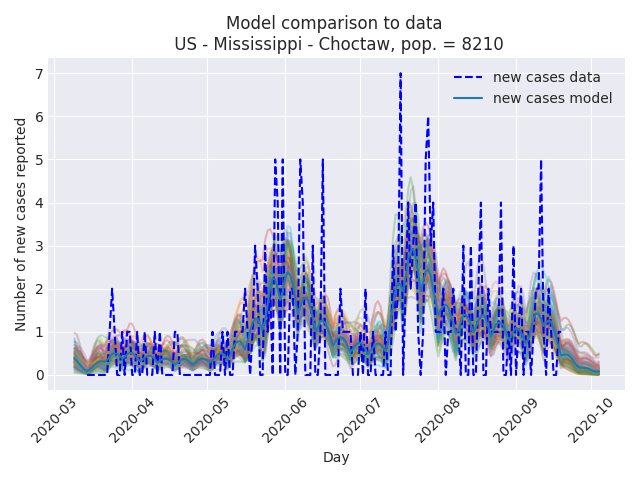 Model comparison to data
US - Mississippi - Choctaw, pop. = 8210
new cases data
new cases model
Number of new cases reported
7
6
5
4
3
2
1
0
2020-03
2020-04
2020-05
2020-06
2020-07
2020-08
2020-09
2020-10
Day